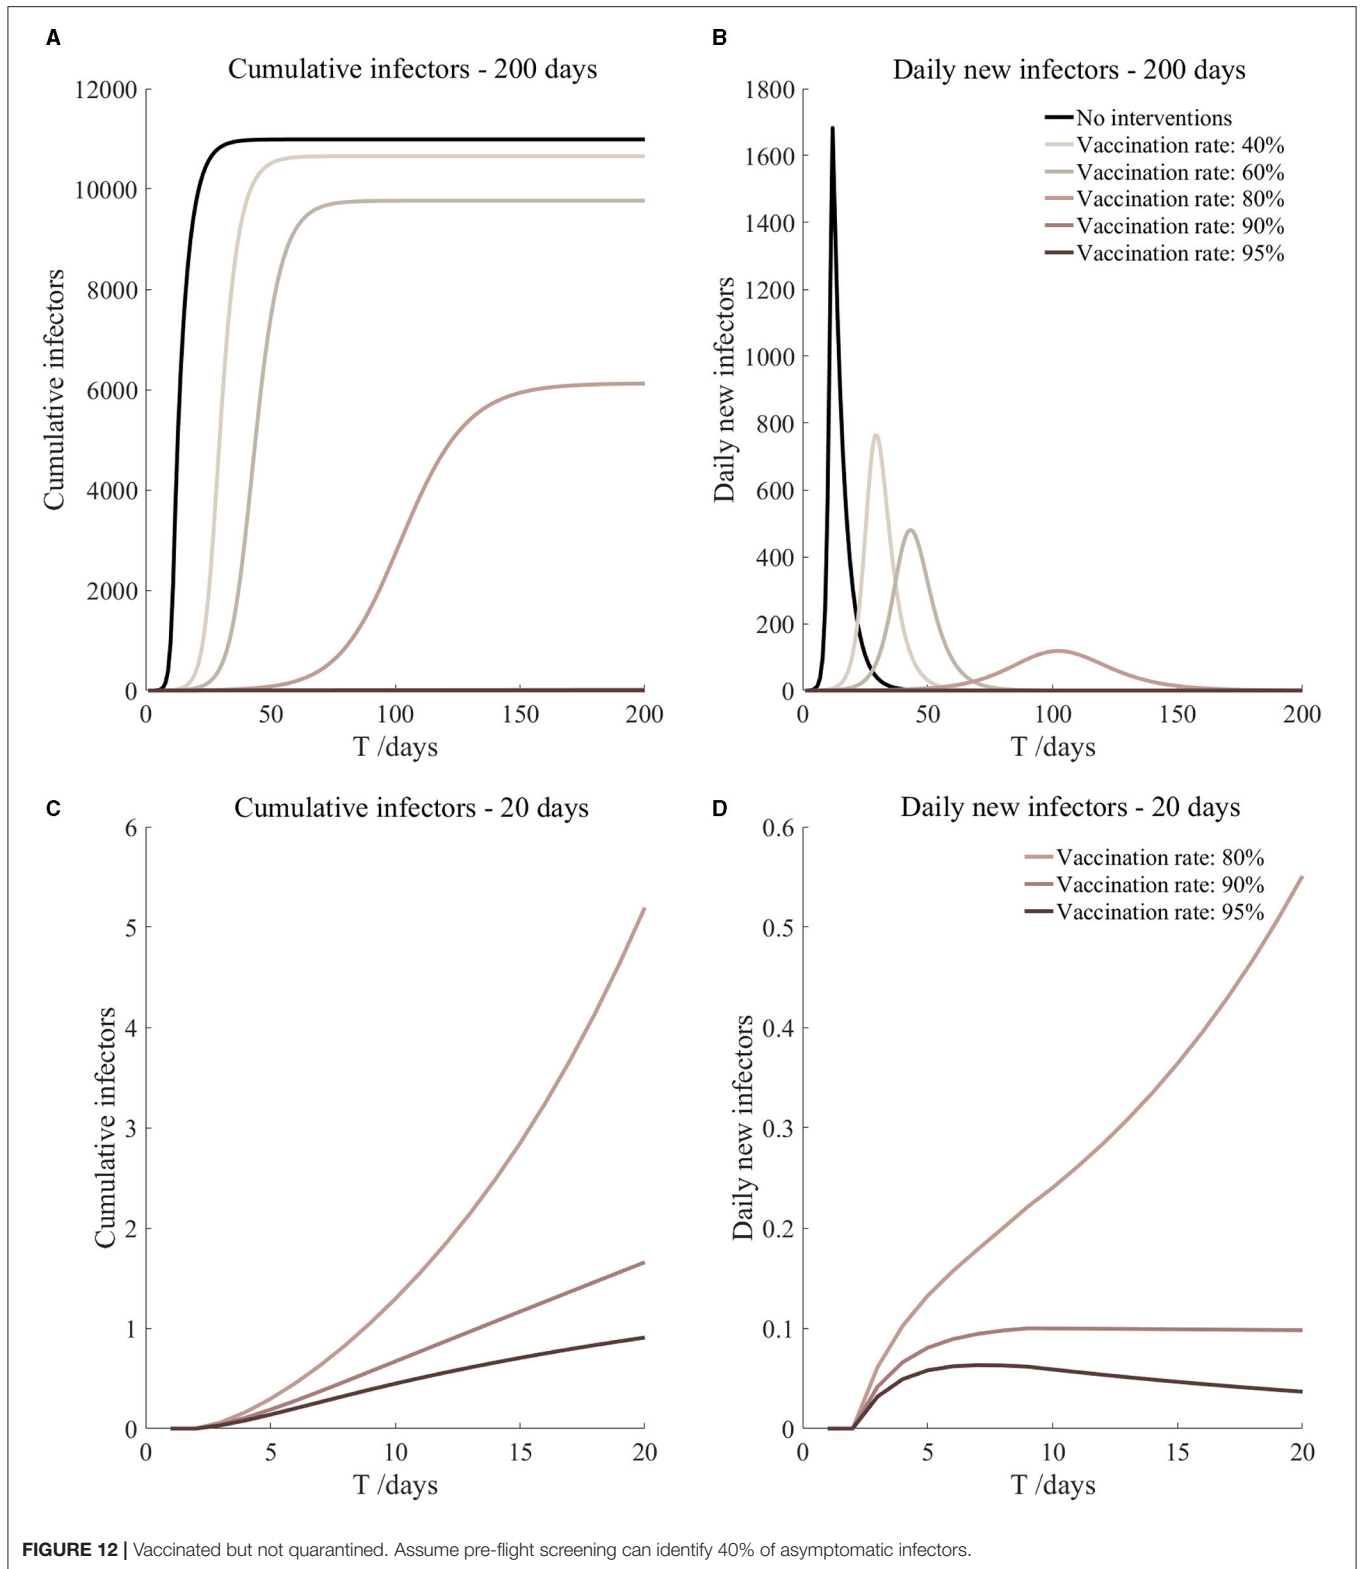 A
Cumulative infectors - 200 days
12000
10000
8000
6000
4000
2000
0
0 50 100 150 200
T /days
Cumulative infectors
B
Daily new infectors - 200 days
1800
1600
1400
1200
1000
800
600
400
200
0
0 50 100 150 200
T /days
Daily new infectors
No interventions
Vaccination rate: 40%
Vaccination rate: 60%
Vaccination rate: 80%
Vaccination rate: 90%
Vaccination rate: 95%
C
Cumulative infectors - 20 days
6
5
4
3
2
1
0
0 5 10 15 20
T /days
Cumulative infectors
D
Daily new infectors - 20 days
0.6
0.5
0.4
0.3
0.2
0.1
0
0 5 10 15 20
T /days
Daily new infectors
Vaccination rate: 80%
Vaccination rate: 90%
Vaccination rate: 95%
FIGURE 12 | Vaccinated but not quarantined. Assume pre-flight screening can identify 40% of asymptomatic infectors.